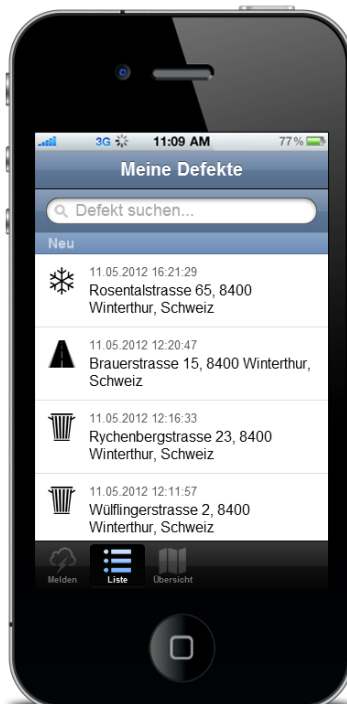 3G 11:09 AM 77%
Meine Defekte
Defekt suchen...
Neu
11.05.2012 16:21:29
Rosentalstrasse 65, 8400
Winterthur, Schweiz
11.05.2012 12:20:47
Brauerstrasse 15, 8400 Winterthur,
Schweiz
11.05.2012 12:16:33
Rychenbergstrasse 23, 8400
Winterthur, Schweiz
11.05.2012 12:11:57
Wülflingerstrasse 2, 8400
Winterthur, Schweiz
Melden Liste Übersicht